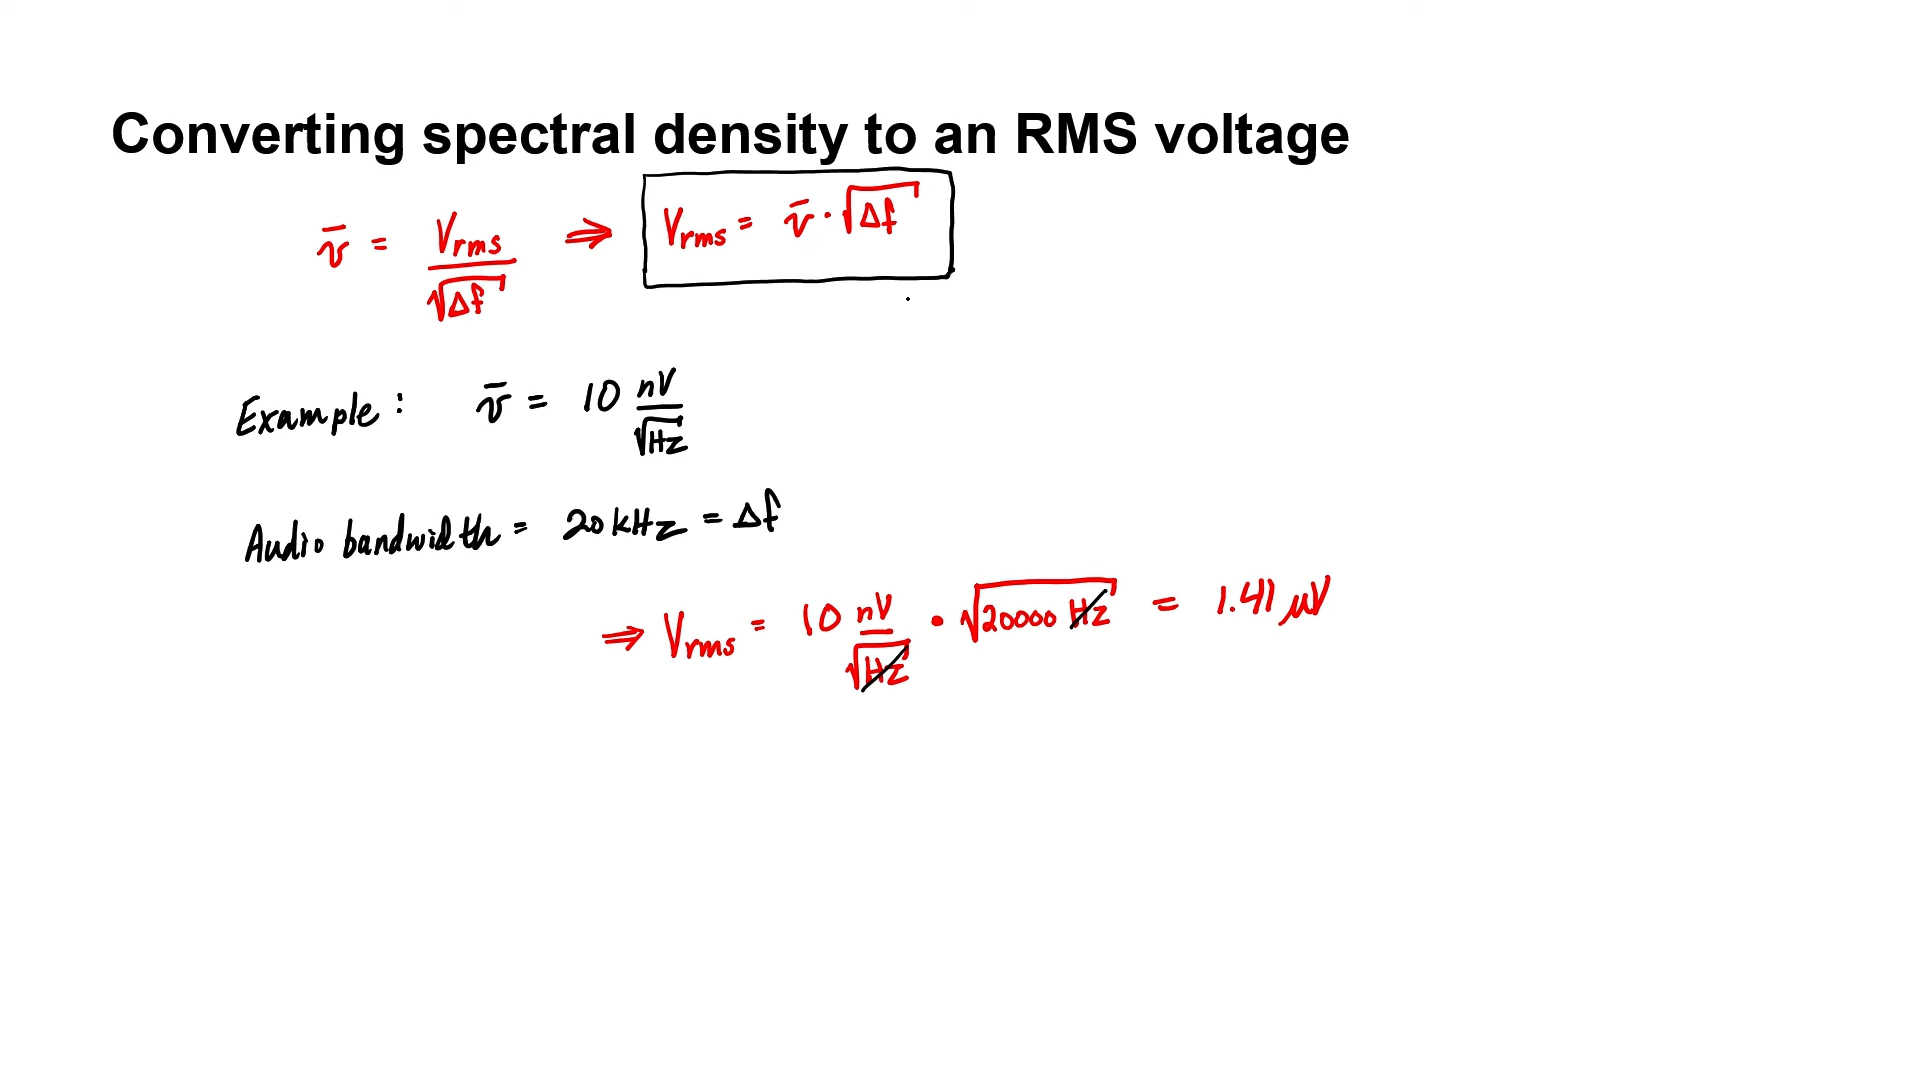 Converting spectral density to an RMS voltage
v̄ = Vrms / √Δf ⇒ Vrms = v̄ · √Δf
Example : v̄ = 10 nV / √Hz
Audio bandwidth = 20 kHz = Δf
⇒ Vrms = 10 nV / √Hz • √20000 Hz = 1.41 µV